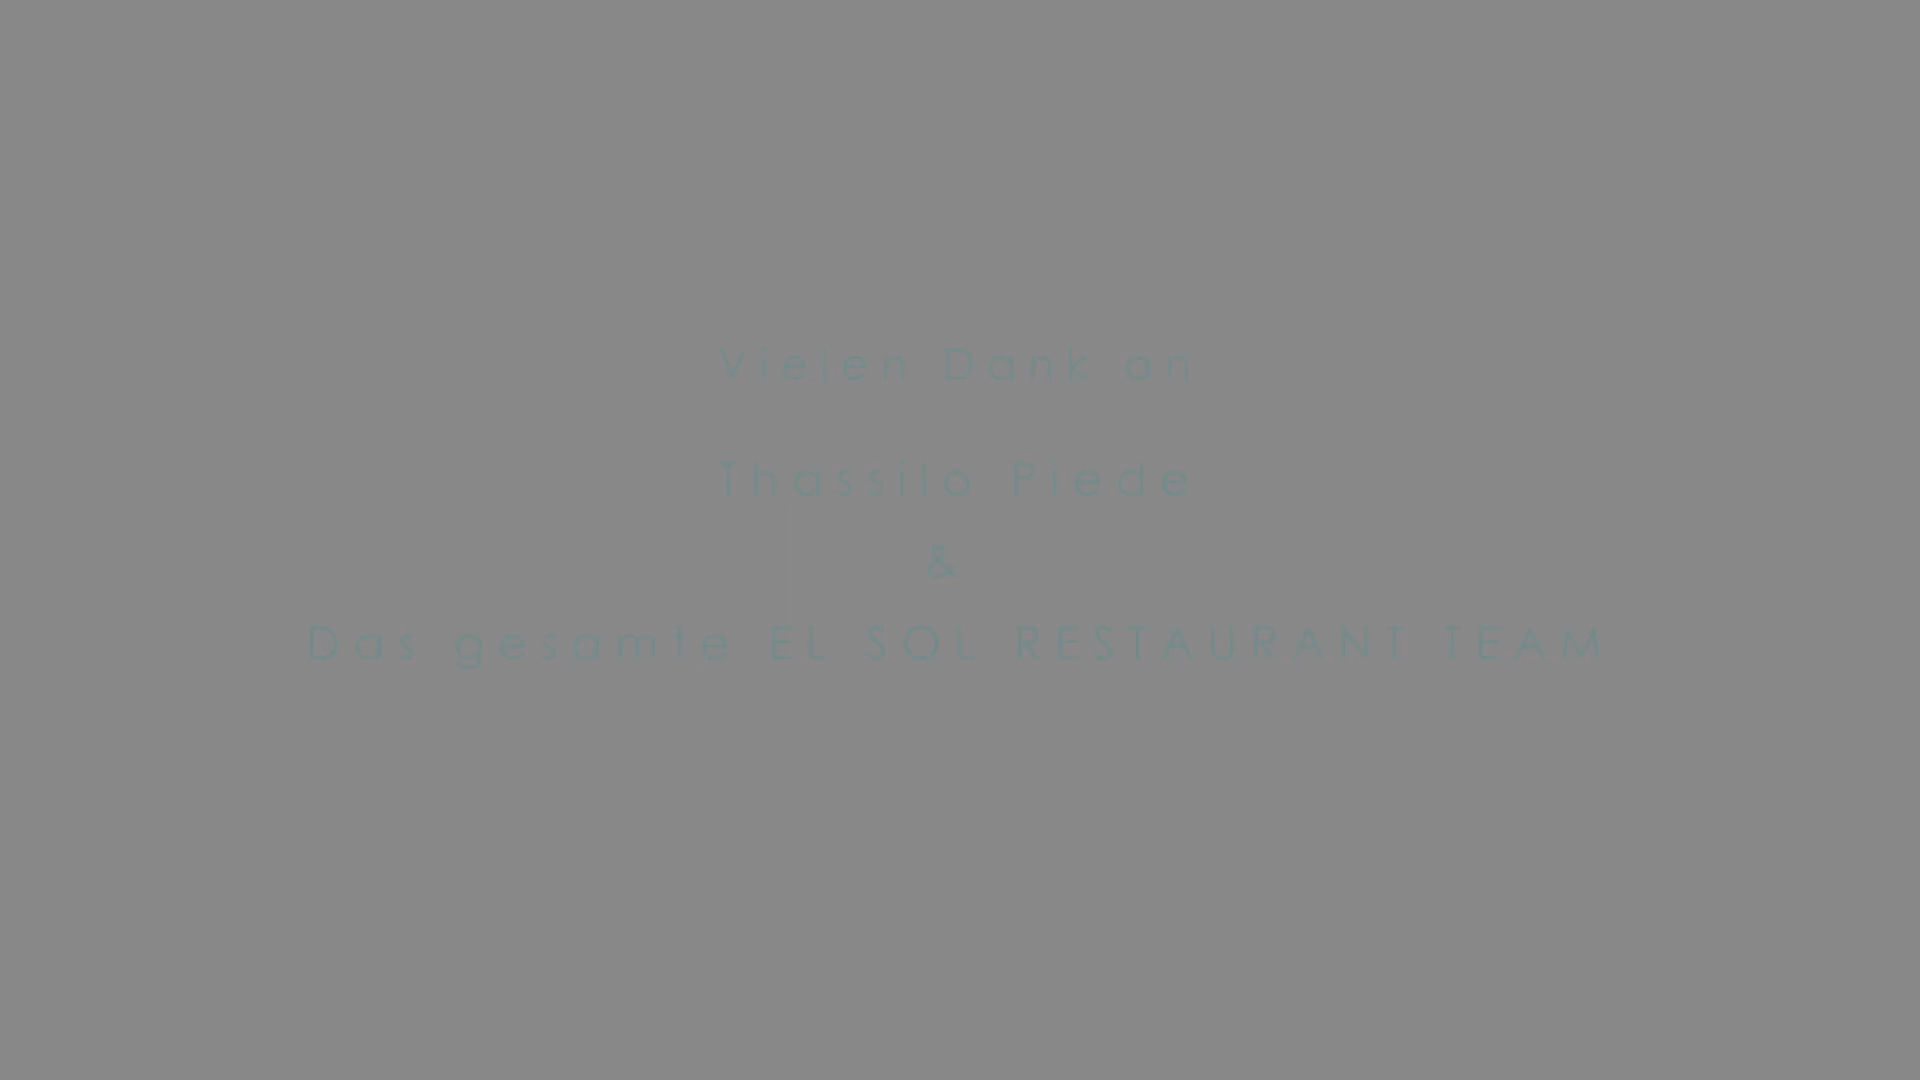 Vielen Dank an
Thassilo Piede
&
Das gesamte EL SOL RESTAURANT TEAM